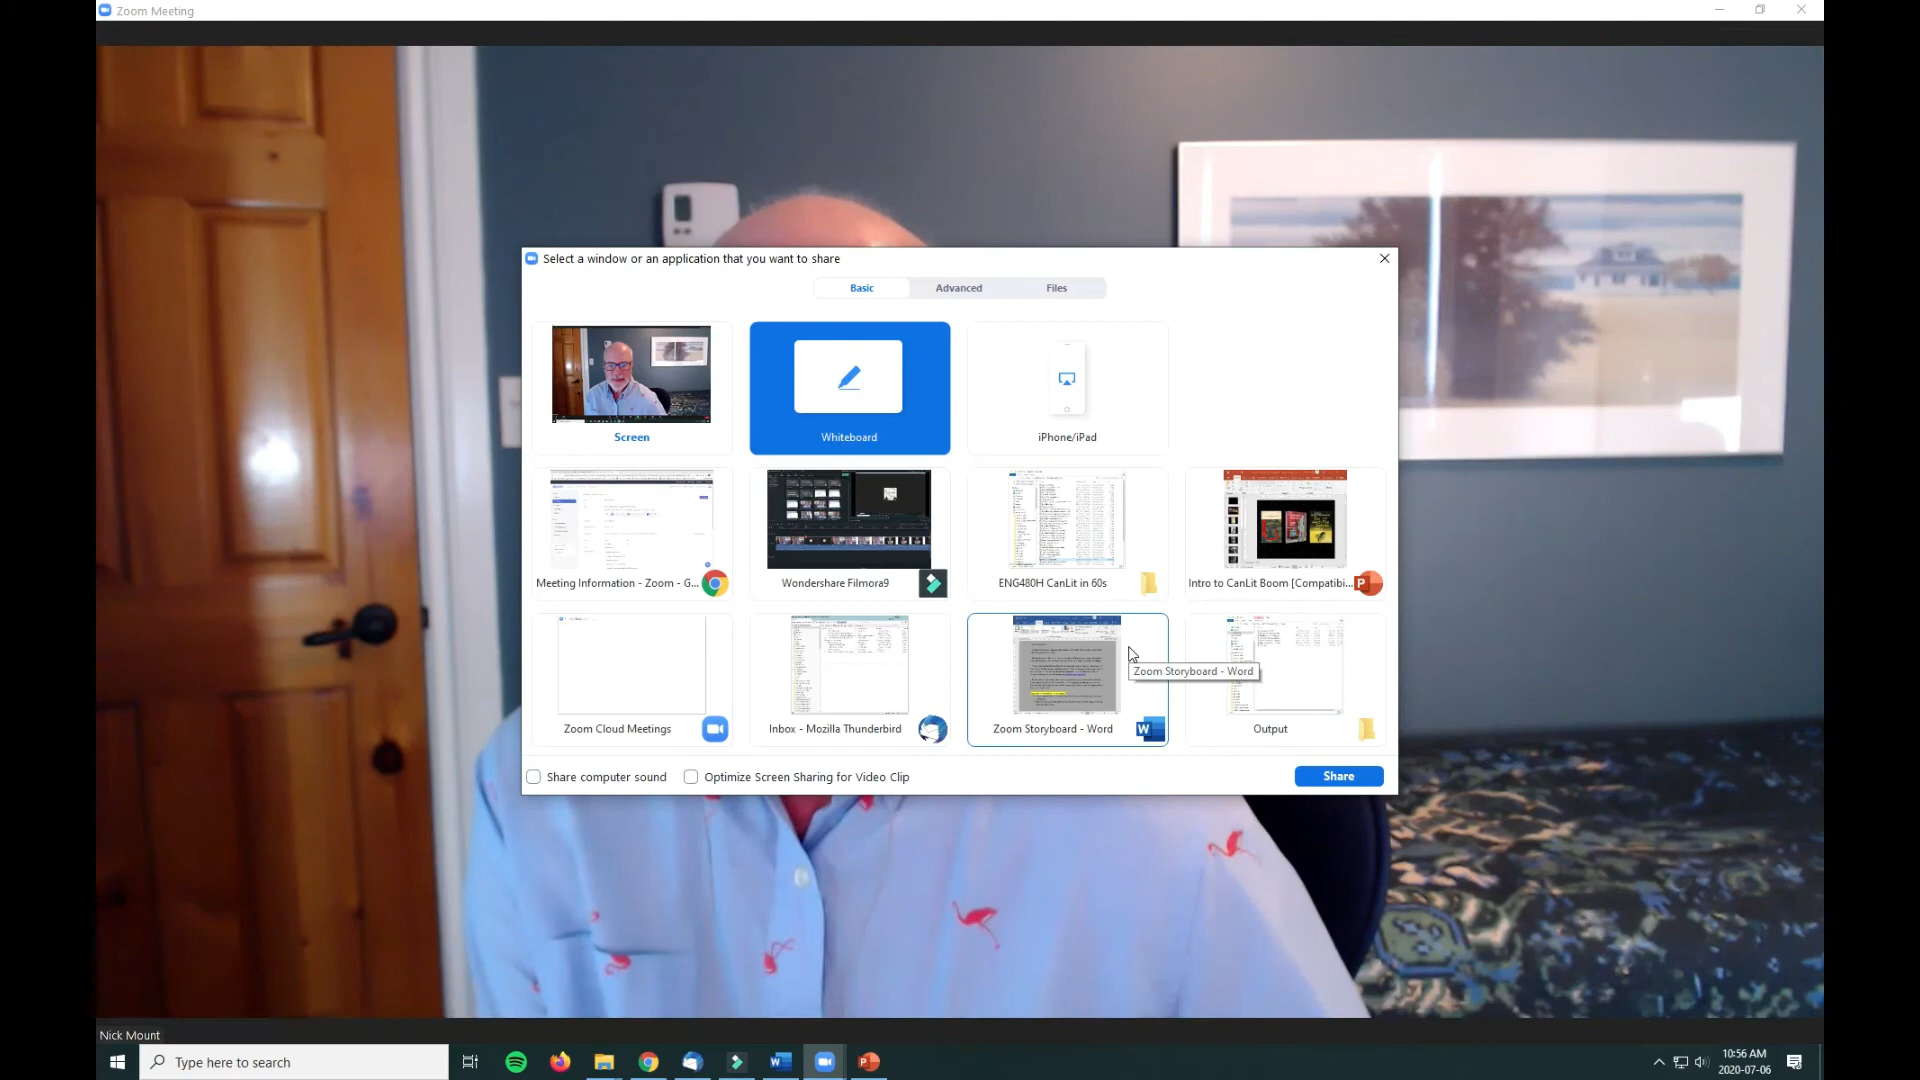 Zoom Meeting
Select a window or an application that you want to share
Basic
Advanced
Files
Screen
Whiteboard
iPhone/iPad
Meeting Information - Zoom - G...
Wondershare Filmora9
ENG480H CanLit in 60s
Intro to CanLit Boom [Compatibi...
P
Zoom Storyboard - Word
Zoom Cloud Meetings
Inbox - Mozilla Thunderbird
Zoom Storyboard - Word
W
Output
Share computer sound
Optimize Screen Sharing for Video Clip
Share
Nick Mount
Type here to search
W
P
10:56 AM
2020-07-06